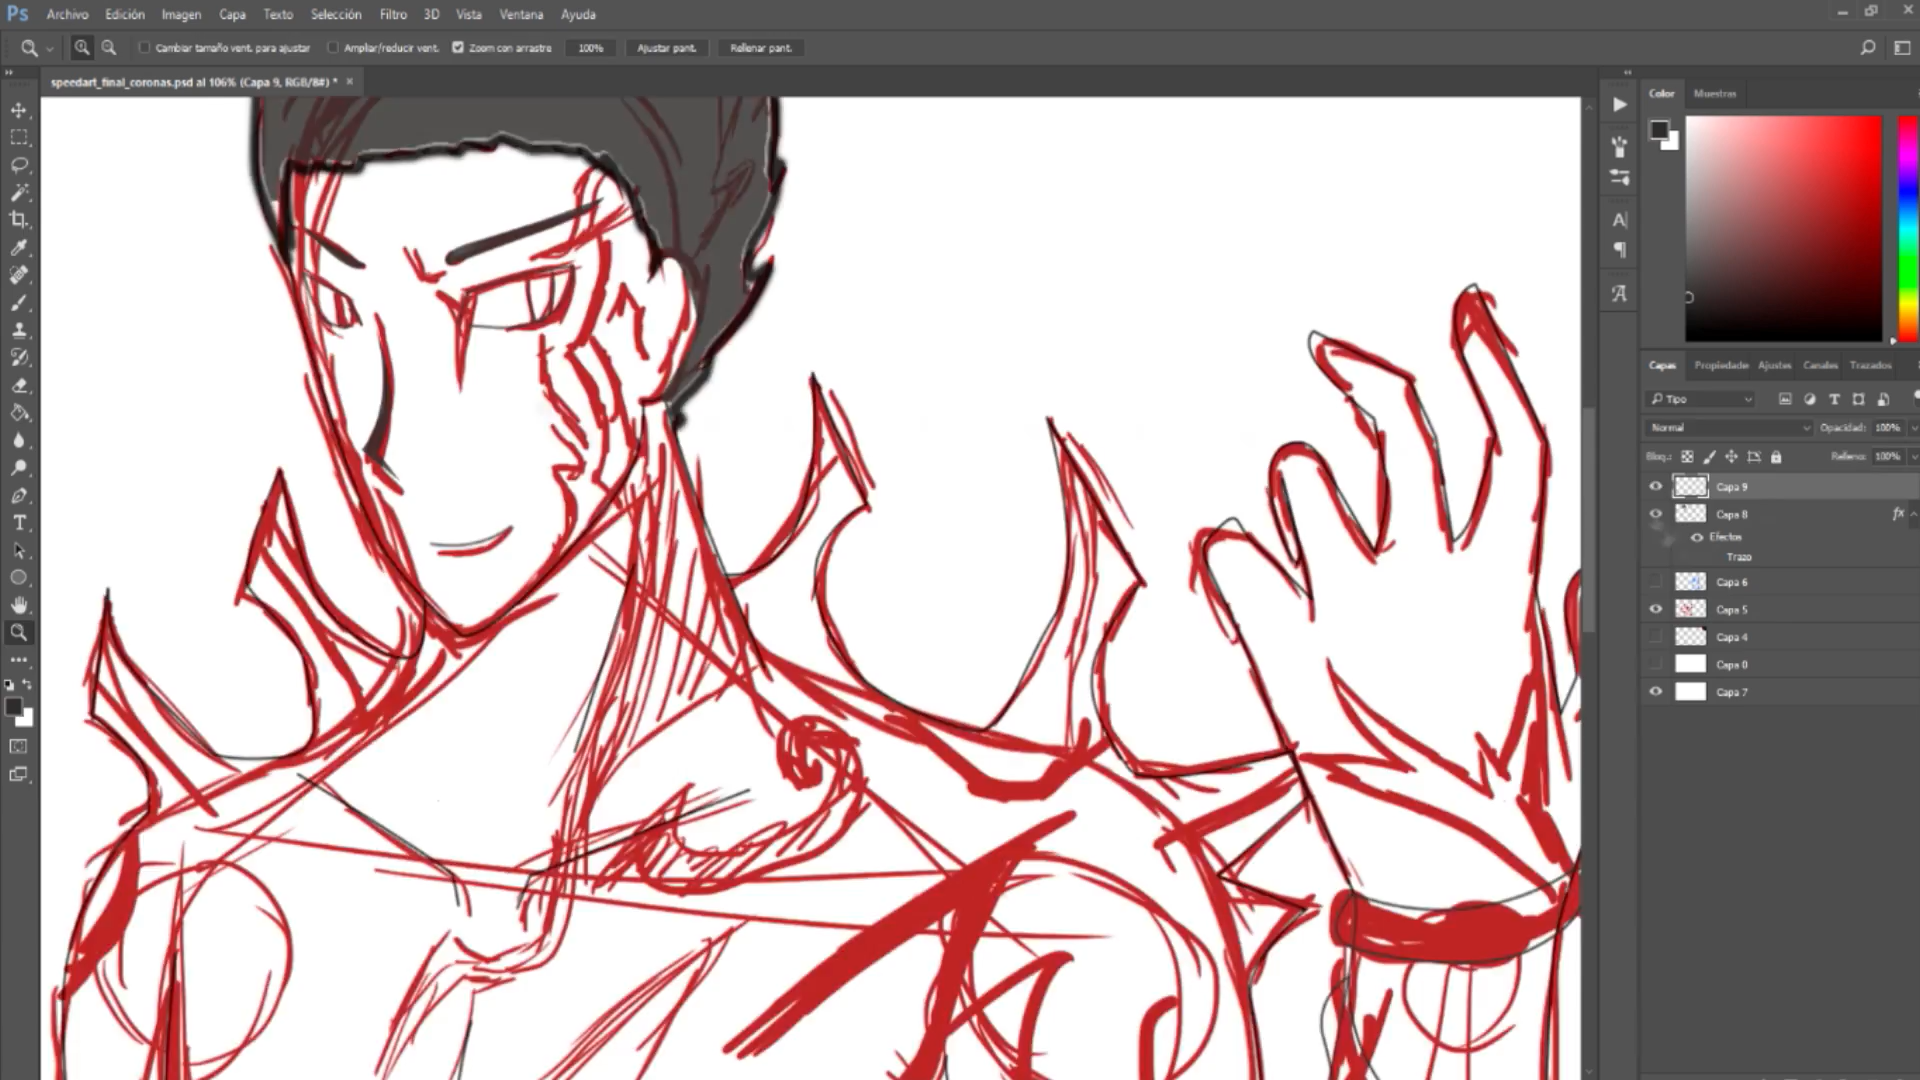 Ps Archivo Edición Imagen Capa Texto Selección Filtro 3D Vista Ventana Ayuda
Cambiar tamaño vent. para ajustar Ampliar/reducir vent. Zoom con arrastre 100% Ajustar pant. Rellenar pant.
speedart_final_coronas.psd al 106% (Capa 9, RGB/8#) * ×
Color Muestras
Capas Propiedade Ajustes Canales Trazados
Tipo
Normal Opacidad: 100%
Bloq.: Relleno: 100%
Capa 9
Capa 8 fx
Efectos
Trazo
Capa 6
Capa 5
Capa 4
Capa 0
Capa 7